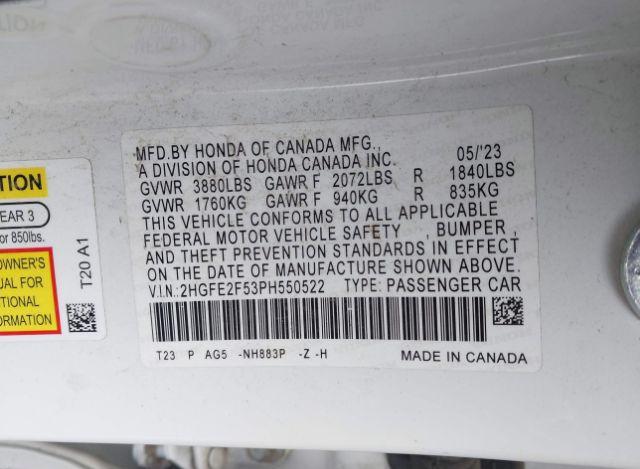 MFD.BY HONDA OF CANADA MFG.,
A DIVISION OF HONDA CANADA INC. 05/'23
GVWR 3880LBS GAWR F 2072LBS R 1840LBS
GVWR 1760KG GAWR F 940KG R 835KG
THIS VEHICLE CONFORMS TO ALL APPLICABLE
FEDERAL MOTOR VEHICLE SAFETY , BUMPER ,
AND THEFT PREVENTION STANDARDS IN EFFECT
ON THE DATE OF MANUFACTURE SHOWN ABOVE.
V.I.N.:2HGFE2F53PH550522 TYPE: PASSENGER CAR
T23 P AG5 -NH883P -Z -H MADE IN CANADA
TION
EAR 3
or 850lbs.
OWNER'S
UAL FOR
TIONAL
ORMATION
T20 A1